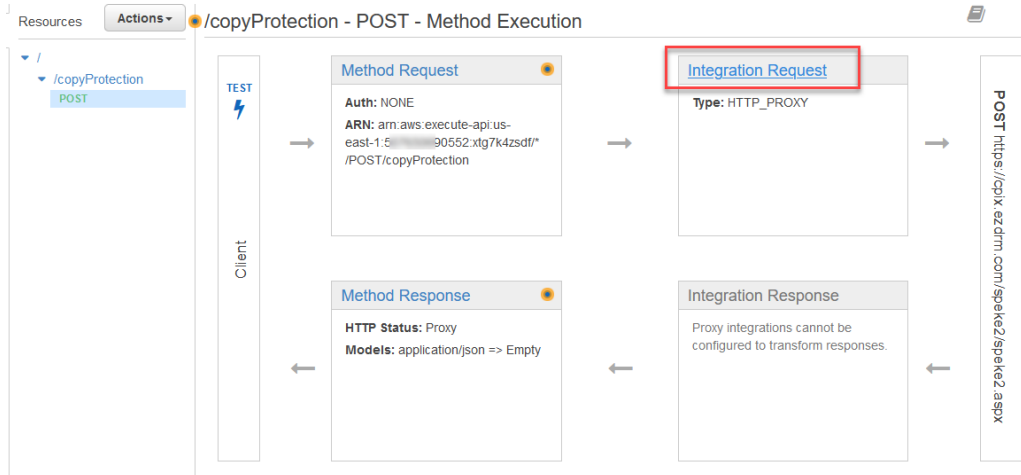 Resources
Actions
/copyProtection - POST - Method Execution
/
/copyProtection
POST
TEST
Client
Method Request
Auth: NONE
ARN: arn:aws:execute-api:us-
east-1:5 90552:xtg7k4zsdf/*
/POST/copyProtection
Integration Request
Type: HTTP_PROXY
POST https://cpix.ezdrm.com/speke2/speke2.aspx
Method Response
HTTP Status: Proxy
Models: application/json => Empty
Integration Response
Proxy integrations cannot be
configured to transform responses.